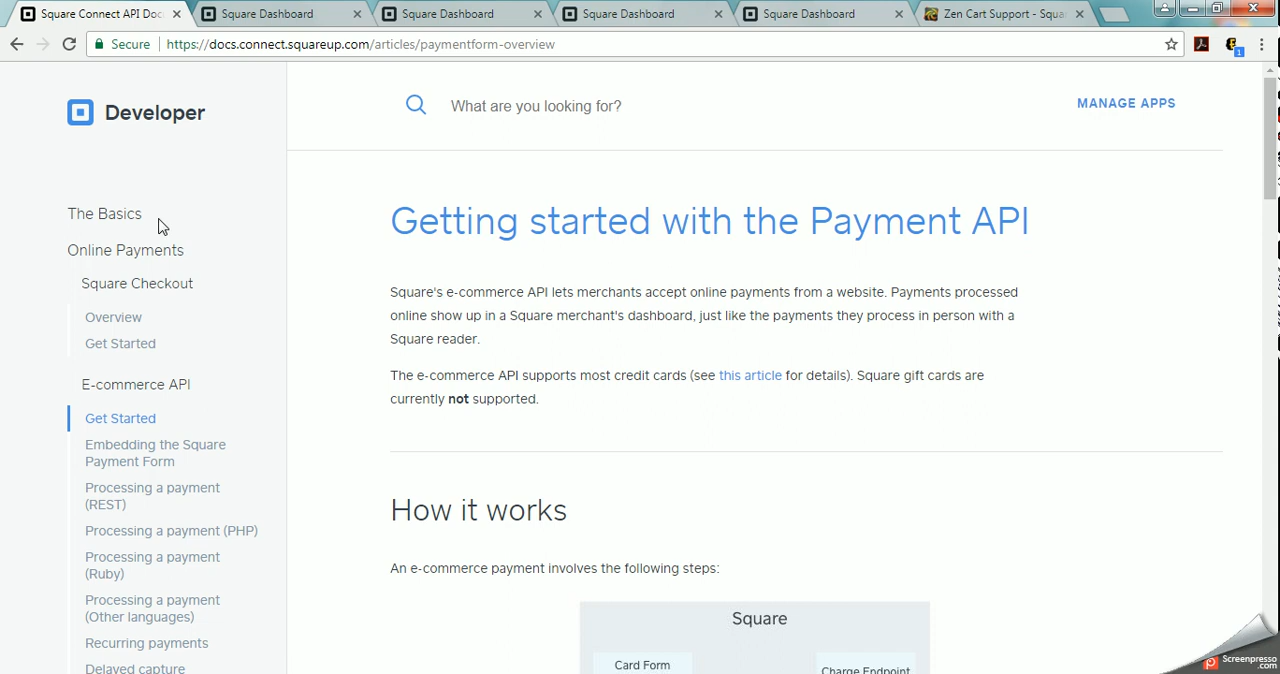 Square Connect API Doc
Square Dashboard
Square Dashboard
Square Dashboard
Square Dashboard
Zen Cart Support - Squa
Secure
https://docs.connect.squareup.com/articles/paymentform-overview
1
Developer
What are you looking for?
MANAGE APPS
The Basics
Online Payments
Square Checkout
Overview
Get Started
E-commerce API
Get Started
Embedding the Square
Payment Form
Processing a payment
(REST)
Processing a payment (PHP)
Processing a payment
(Ruby)
Processing a payment
(Other languages)
Recurring payments
Delayed capture
Getting started with the Payment API
Square's e-commerce API lets merchants accept online payments from a website. Payments processed
online show up in a Square merchant's dashboard, just like the payments they process in person with a
Square reader.
The e-commerce API supports most credit cards (see this article for details). Square gift cards are
currently not supported.
How it works
An e-commerce payment involves the following steps:
Square
Card Form
Charge Endpoint
Screenpresso
.com